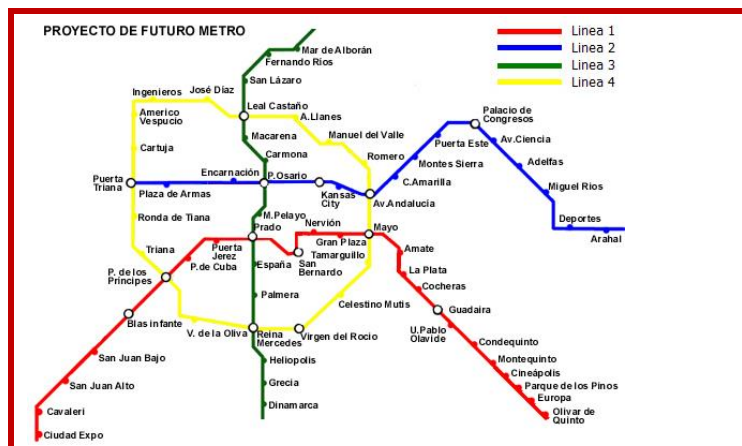 PROYECTO DE FUTURO METRO
Linea 1
Linea 2
Linea 3
Linea 4
Mar de Alborán
Fernando Rios
San Lázaro
Ingenieros
José Díaz
Leal Castaño
Americo
Vespucio
A.Llanes
Palacio de
Congresos
Macarena
Manuel del Valle
Puerta Este
Av.Ciencia
Cartuja
Carmona
Romero
Montes Sierra
Adelfas
Puerta
Triana
Encarnación
P.Osario
C.Amarilla
Miguel Rios
Plaza de Armas
Kansas
City
Av.Andalucía
Ronda de Tiana
M.Pelayo
Deportes
Prado
Nervión
Mayo
Arahal
Triana
Puerta
Jerez
Gran Plaza
Tamarguillo
Amate
P. de los
Principes
P.de Cuba
España
San
Bernardo
La Plata
Cocheras
Palmera
Celestino Mutis
Guadaira
Blas infante
V. de la Oliva
Reina
Mercedes
Virgen del Rocio
U.Pablo
Olavide
Condequinto
San Juan Bajo
Heliopolis
Montequinto
Cineápolis
San Juan Alto
Grecia
Parque de los Pinos
Europa
Cavaleri
Dinamarca
Olivar de
Quinto
Ciudad Expo